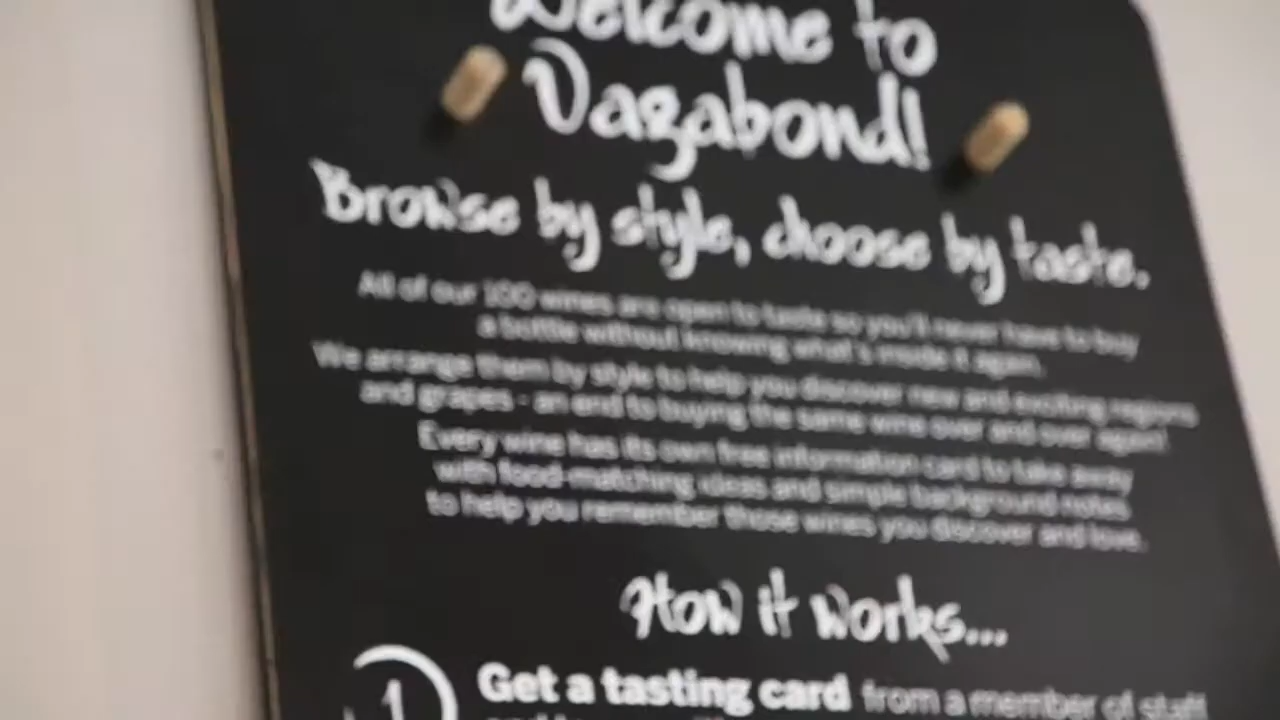 Welcome to
Vagabond!
Browse by style, choose by taste.
All of our 100 wines are open to taste so you'll never have to buy
a bottle without knowing what's inside it again.
We arrange them by style to help you discover new and exciting regions
and grapes - an end to buying the same wine over and over again!
Every wine has its own free information card to take away
with food-matching ideas and simple background notes
to help you remember those wines you discover and love.
How it works...
1
Get a tasting card from a member of staff